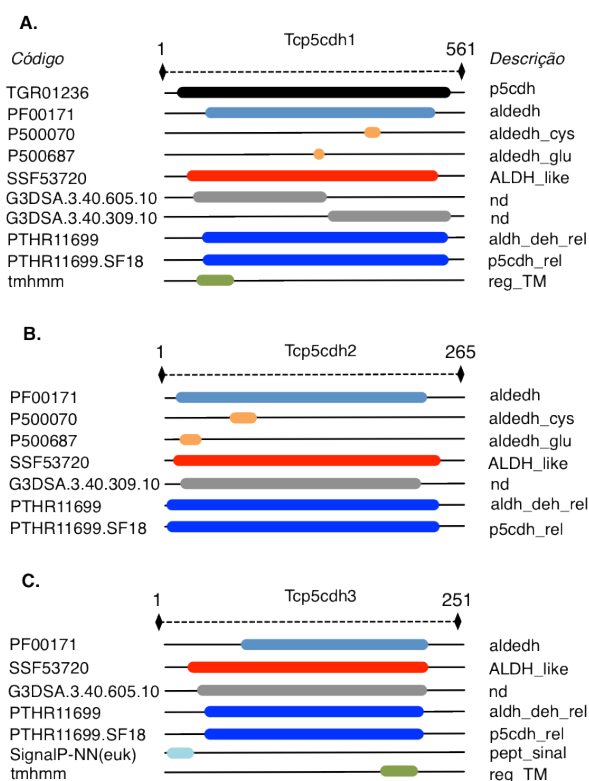 A.
1 Tcp5cdh1 561
Código Descrição
TGR01236 p5cdh
PF00171 aldedh
P500070 aldedh_cys
P500687 aldedh_glu
SSF53720 ALDH_like
G3DSA.3.40.605.10 nd
G3DSA.3.40.309.10 nd
PTHR11699 aldh_deh_rel
PTHR11699.SF18 p5cdh_rel
tmhmm reg_TM
B.
1 Tcp5cdh2 265
PF00171 aldedh
P500070 aldedh_cys
P500687 aldedh_glu
SSF53720 ALDH_like
G3DSA.3.40.309.10 nd
PTHR11699 aldh_deh_rel
PTHR11699.SF18 p5cdh_rel
C.
1 Tcp5cdh3 251
PF00171 aldedh
SSF53720 ALDH_like
G3DSA.3.40.605.10 nd
PTHR11699 aldh_deh_rel
PTHR11699.SF18 p5cdh_rel
SignalP-NN(euk) pept_sinal
tmhmm reg_TM